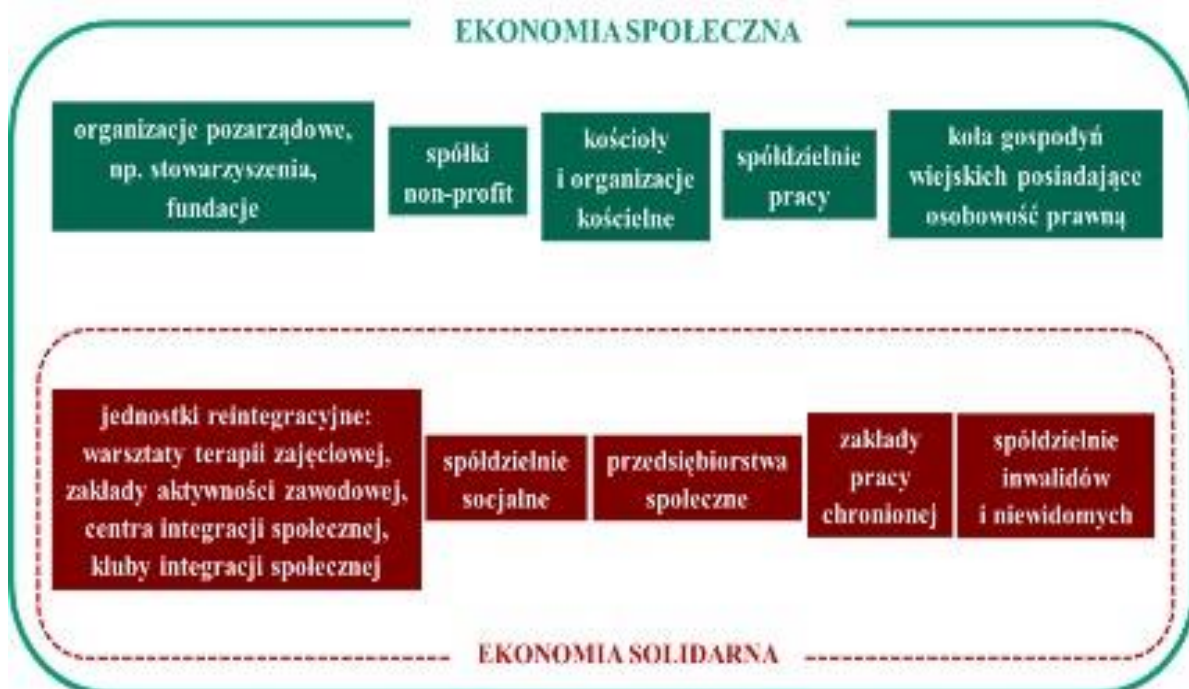 EKONOMIA SPOŁECZNA
organizacje pozarządowe,
np. stowarzyszenia,
fundacje
spółki
non-profit
kościoły
i organizacje
kościelne
spółdzielnie
pracy
koła gospodyń
wiejskich posiadające
osobowość prawną
jednostki reintegracyjne:
warsztaty terapii zajęciowej,
zakłady aktywności zawodowej,
centra integracji społecznej,
kluby integracji społecznej
spółdzielnie
socjalne
przedsiębiorstwa
społeczne
zakłady
pracy
chronionej
spółdzielnie
inwalidów
i niewidomych
EKONOMIA SOLIDARNA